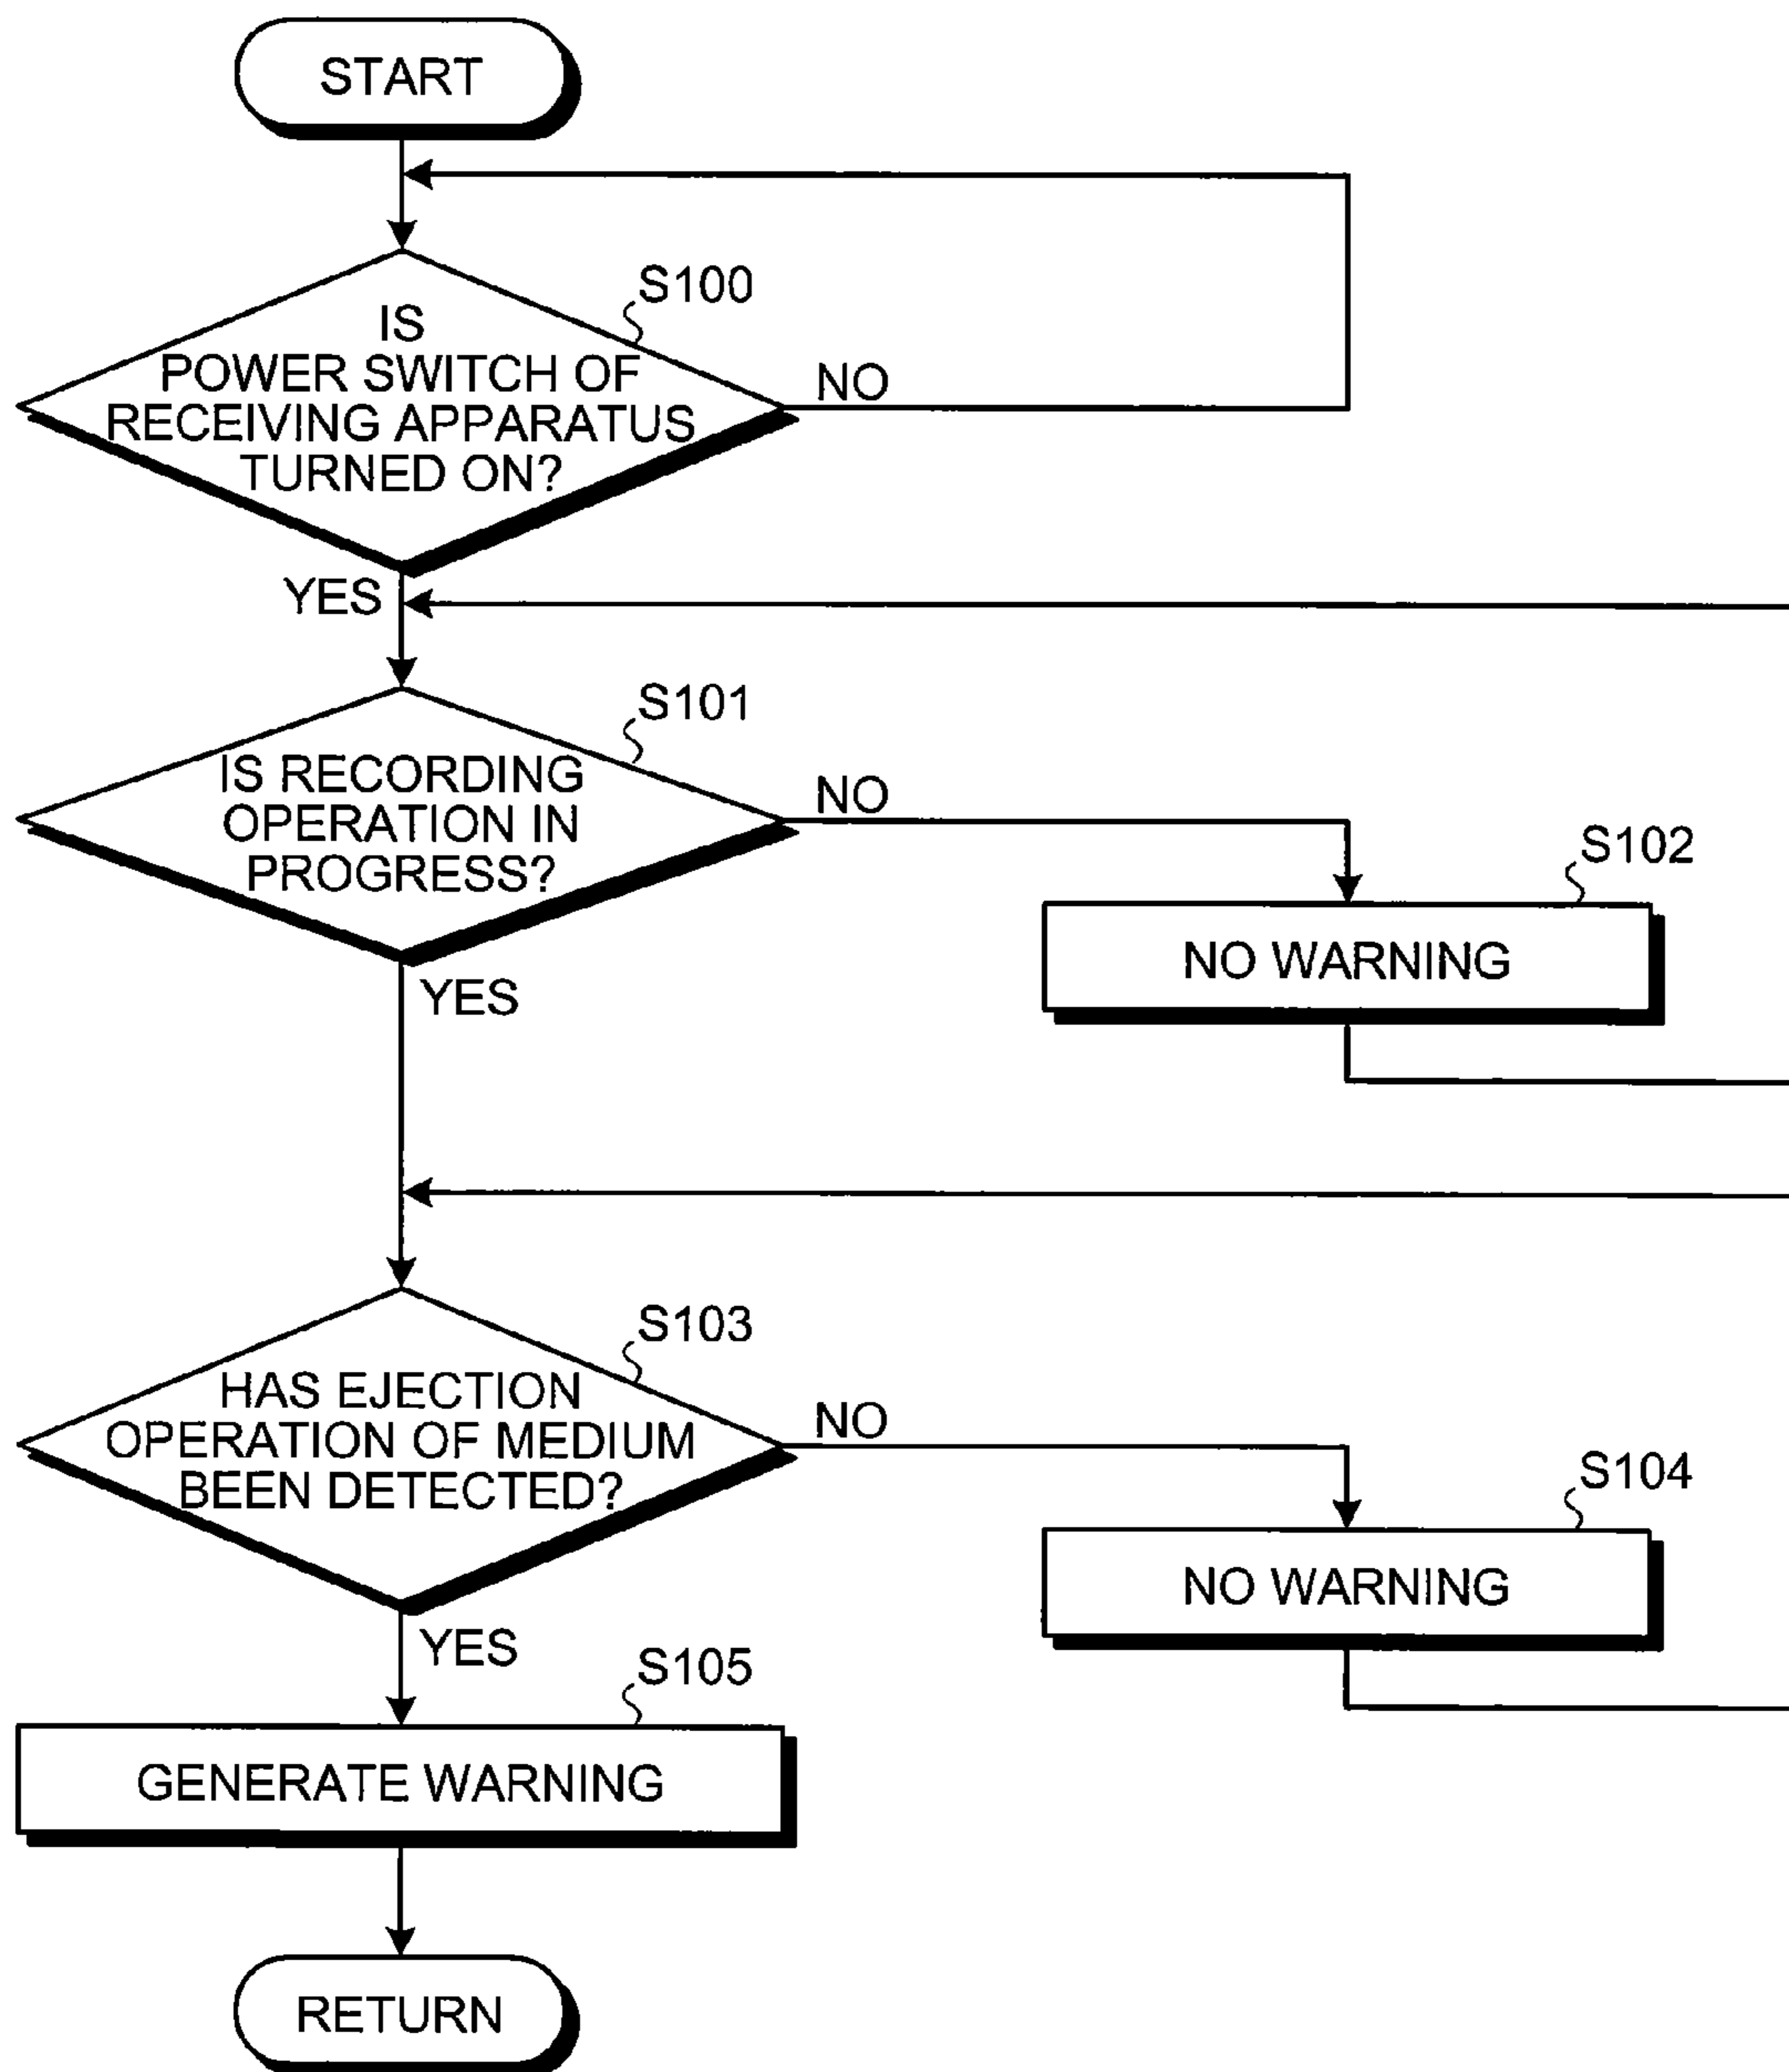 START
S100
IS
POWER SWITCH OF
RECEIVING APPARATUS
TURNED ON?
NO
YES
S101
IS RECORDING
OPERATION IN
PROGRESS?
NO
S102
NO WARNING
YES
S103
HAS EJECTION
OPERATION OF MEDIUM
BEEN DETECTED?
NO
S104
NO WARNING
YES
S105
GENERATE WARNING
RETURN